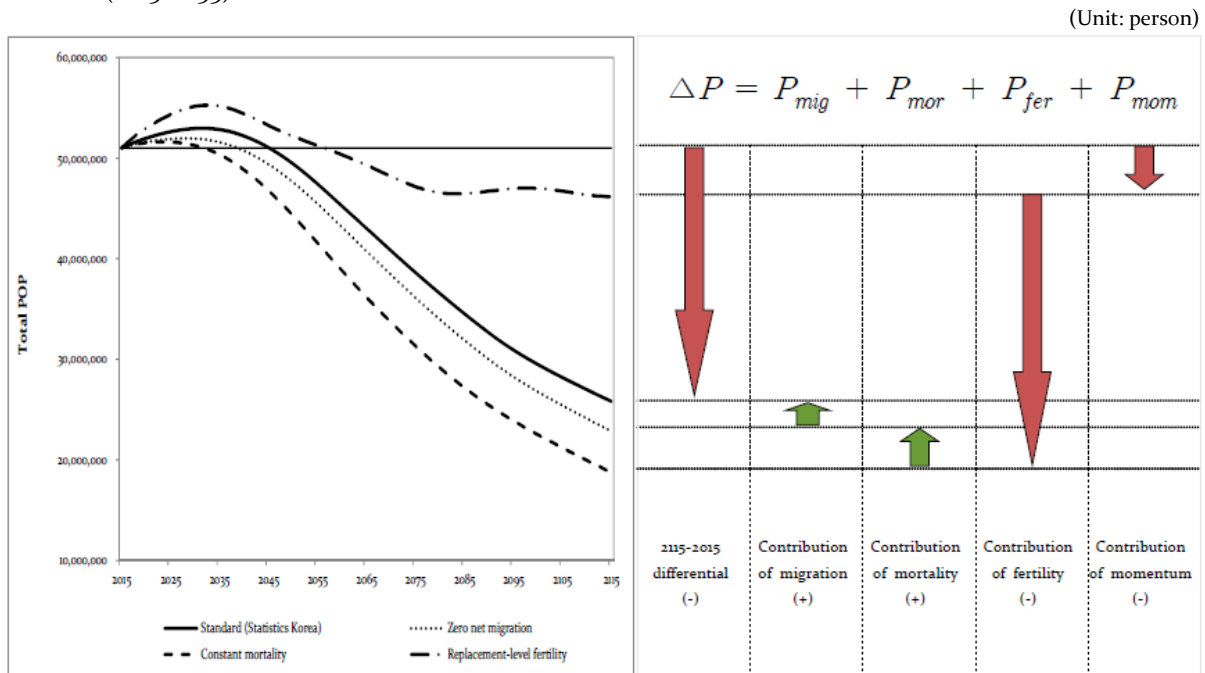 (Unit: person)
60,000,000
50,000,000
40,000,000
30,000,000
20,000,000
10,000,000
Total POP
2015 2025 2035 2045 2055 2065 2075 2085 2095 2105 2115
Standard (Statistics Korea) Zero net migration
Constant mortality Replacement-level fertility
△P = P_mig + P_mor + P_fer + P_mom
2115-2015 Contribution Contribution Contribution Contribution
differential of migration of mortality of fertility of momentum
(-) (+) (+) (-) (-)